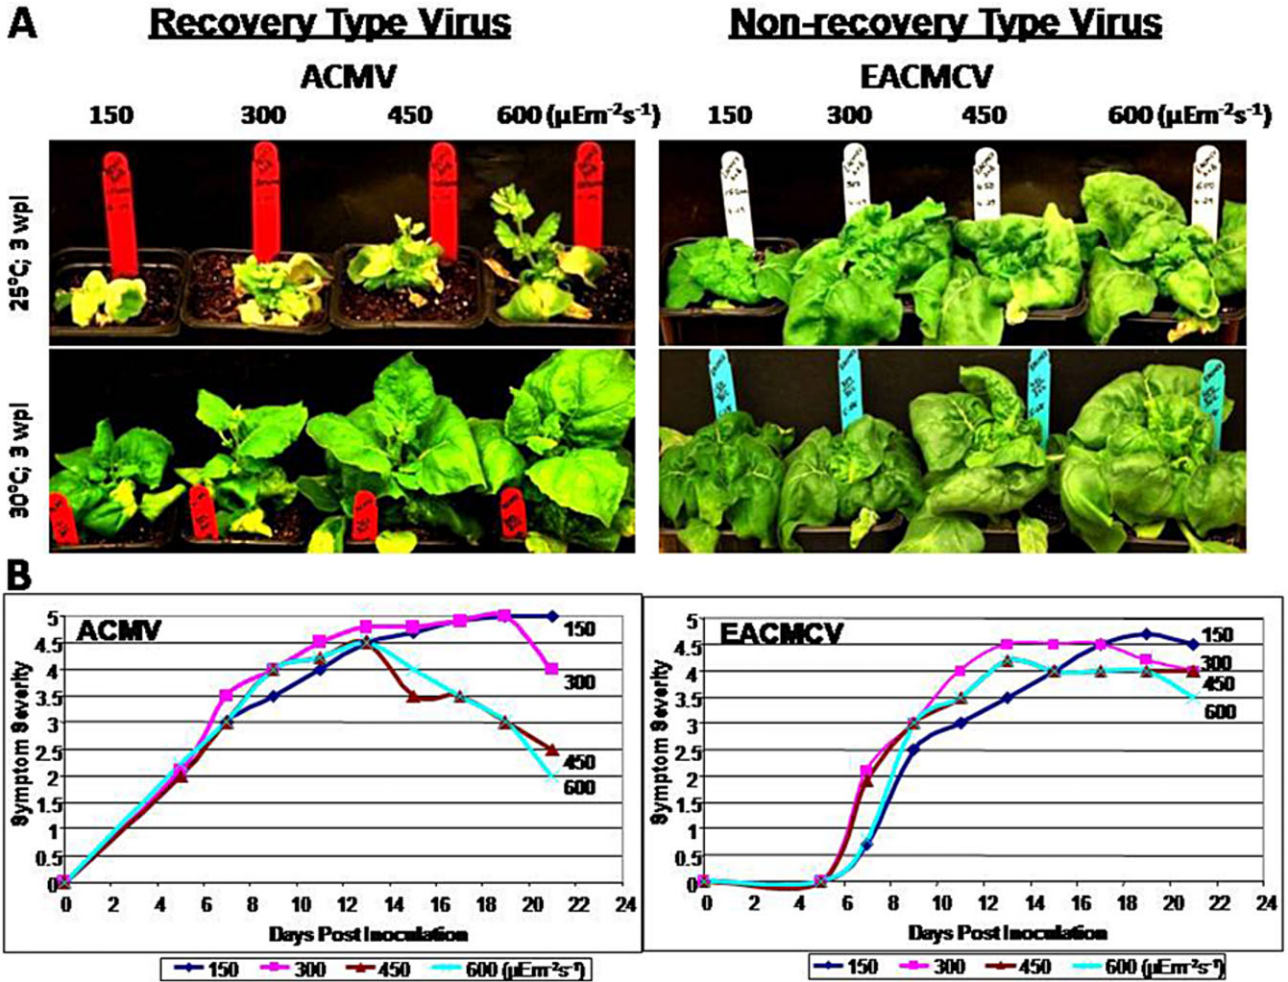 A
Recovery Type Virus
Non-recovery Type Virus
ACMV
EACMCV
150 300 450 600 (µEm⁻²s⁻¹)
150 300 450 600 (µEm⁻²s⁻¹)
25ºC; 3 wpI
30ºC; 3 wpI
B
ACMV
Symptom Severity
5
4.5
4
3.5
3
2.5
2
1.5
1
0.5
0
150
300
450
600
0 2 4 6 8 10 12 14 16 18 20 22 24
Days Post Inoculation
150 300 450 600 (µEm⁻²s⁻¹)
EACMCV
Symptom Severity
5
4.5
4
3.5
3
2.5
2
1.5
1
0.5
0
150
300
450
600
0 2 4 6 8 10 12 14 16 18 20 22 24
Days Post Inoculation
150 300 450 600 (µEm⁻²s⁻¹)